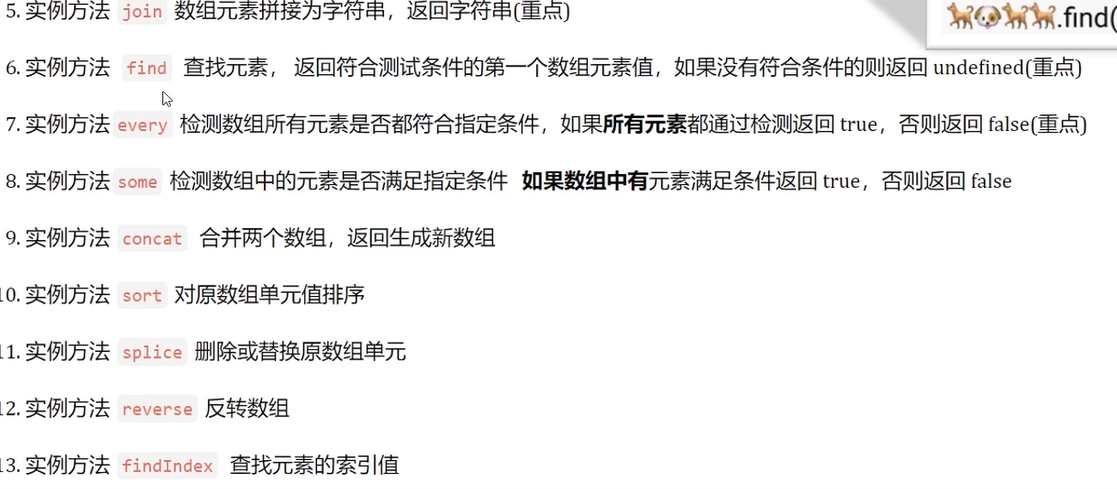 5. 实例方法 join 数组元素拼接为字符串，返回字符串(重点)
🐕🐶🐕🐕.find(
6. 实例方法 find 查找元素， 返回符合测试条件的第一个数组元素值，如果没有符合条件的则返回 undefined(重点)
7. 实例方法 every 检测数组所有元素是否都符合指定条件，如果所有元素都通过检测返回 true，否则返回 false(重点)
8. 实例方法 some 检测数组中的元素是否满足指定条件 如果数组中有元素满足条件返回 true，否则返回 false
9. 实例方法 concat 合并两个数组，返回生成新数组
10. 实例方法 sort 对原数组单元值排序
11. 实例方法 splice 删除或替换原数组单元
12. 实例方法 reverse 反转数组
13. 实例方法 findIndex 查找元素的索引值